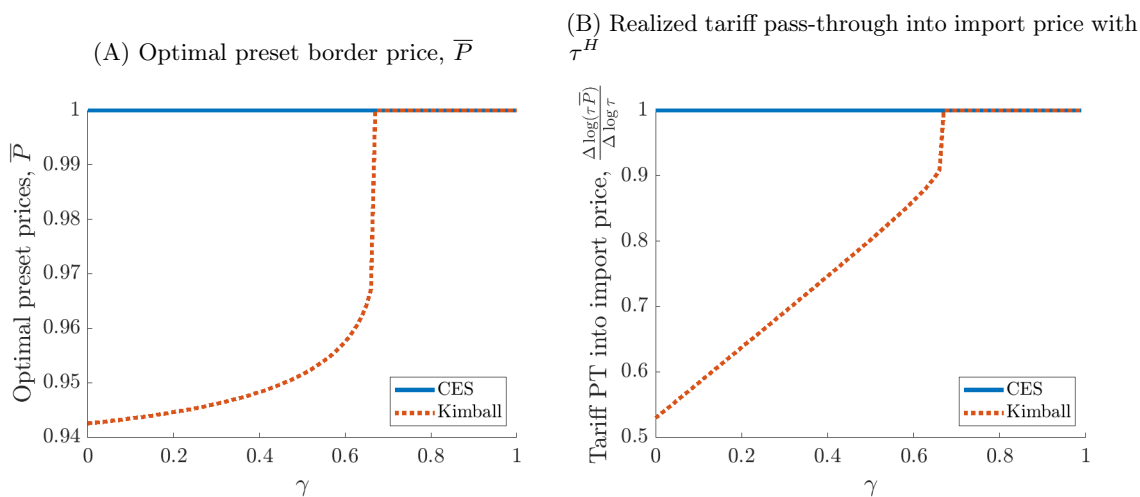 (A) Optimal preset border price, P̅
Optimal preset prices, P̅
1
0.99
0.98
0.97
0.96
0.95
0.94
0
0.2
0.4
0.6
0.8
1
γ
CES
Kimball
(B) Realized tariff pass-through into import price with
τ^H
Tariff PT into import price, Δ log(τP̅)/Δ log τ
1
0.9
0.8
0.7
0.6
0.5
0
0.2
0.4
0.6
0.8
1
γ
CES
Kimball